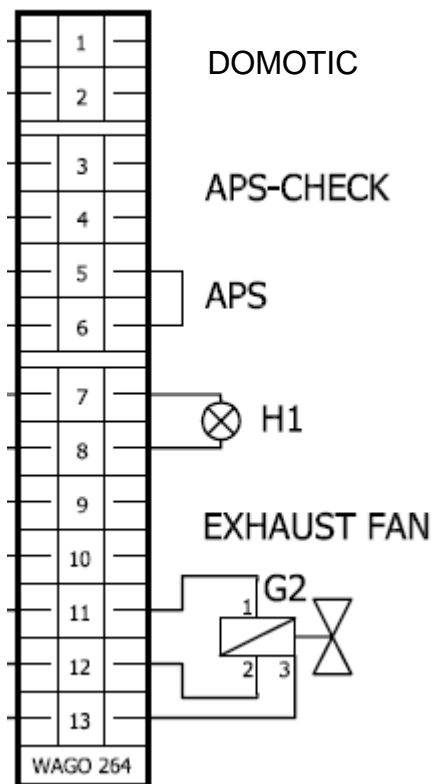 1
DOMOTIC
2
3
APS-CHECK
4
5
APS
6
7
H1
8
9
EXHAUST FAN
10
G2
1
11
12
2 3
13
WAGO 264